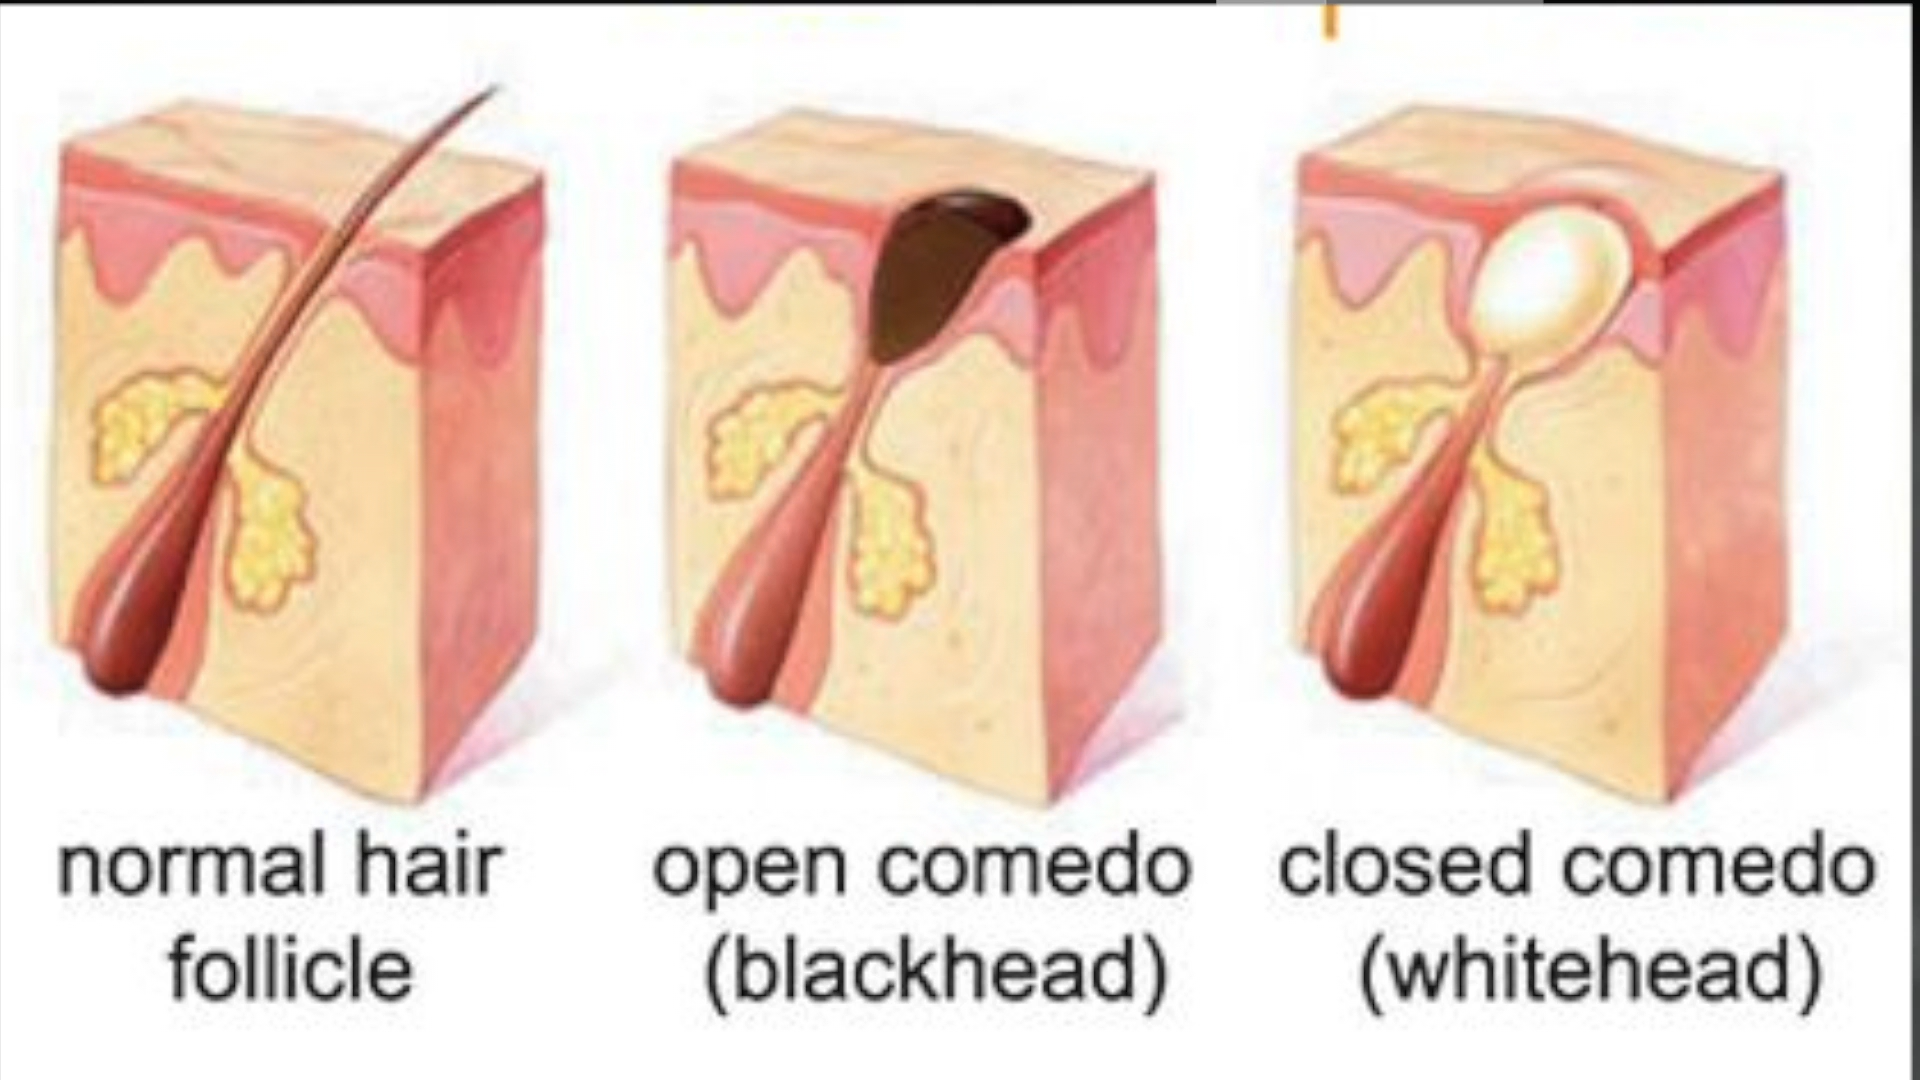 normal hair
follicle
open comedo
(blackhead)
closed comedo
(whitehead)